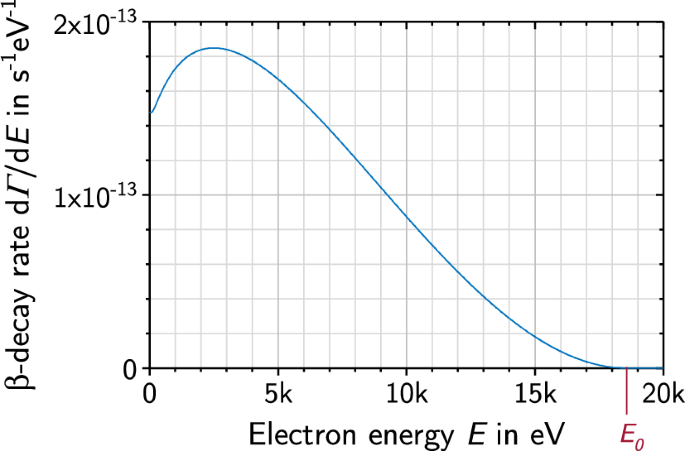 β-decay rate dΓ/dE in s⁻¹eV⁻¹
2x10⁻¹³
1x10⁻¹³
0
0 5k 10k 15k 20k
Electron energy E in eV
E₀